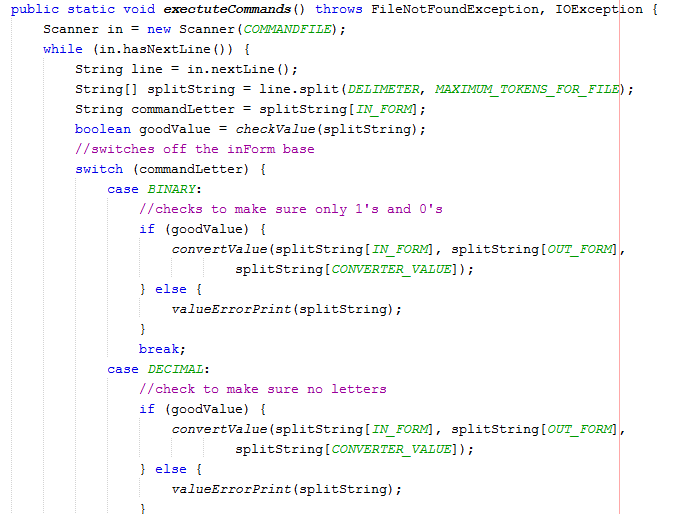 public static void exectuteCommands() throws FileNotFoundException, IOException {
    Scanner in = new Scanner(COMMANDFILE);
    while (in.hasNextLine()) {
        String line = in.nextLine();
        String[] splitString = line.split(DELIMETER, MAXIMUM_TOKENS_FOR_FILE);
        String commandLetter = splitString[IN_FORM];
        boolean goodValue = checkValue(splitString);
        //switches off the inForm base
        switch (commandLetter) {
            case BINARY:
                //checks to make sure only 1's and 0's
                if (goodValue) {
                    convertValue(splitString[IN_FORM], splitString[OUT_FORM],
                            splitString[CONVERTER_VALUE]);
                } else {
                    valueErrorPrint(splitString);
                }
                break;
            case DECIMAL:
                //check to make sure no letters
                if (goodValue) {
                    convertValue(splitString[IN_FORM], splitString[OUT_FORM],
                            splitString[CONVERTER_VALUE]);
                } else {
                    valueErrorPrint(splitString);
                }